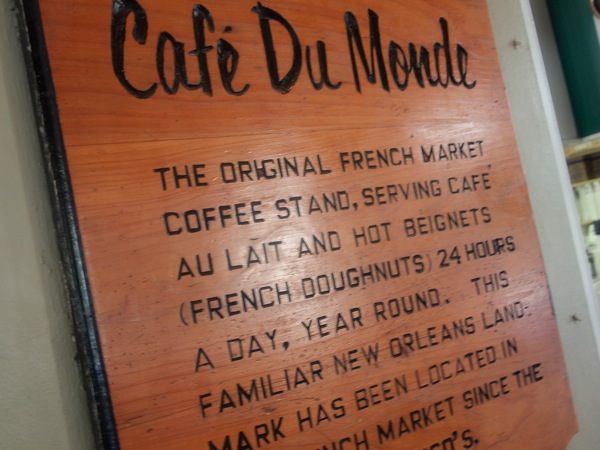 Café Du Monde
THE ORIGINAL FRENCH MARKET
COFFEE STAND, SERVING CAFÉ
AU LAIT AND HOT BEIGNETS
(FRENCH DOUGHNUTS) 24 HOURS
A DAY, YEAR ROUND. THIS
FAMILIAR NEW ORLEANS LAND-
MARK HAS BEEN LOCATED IN
MARKET SINCE THE